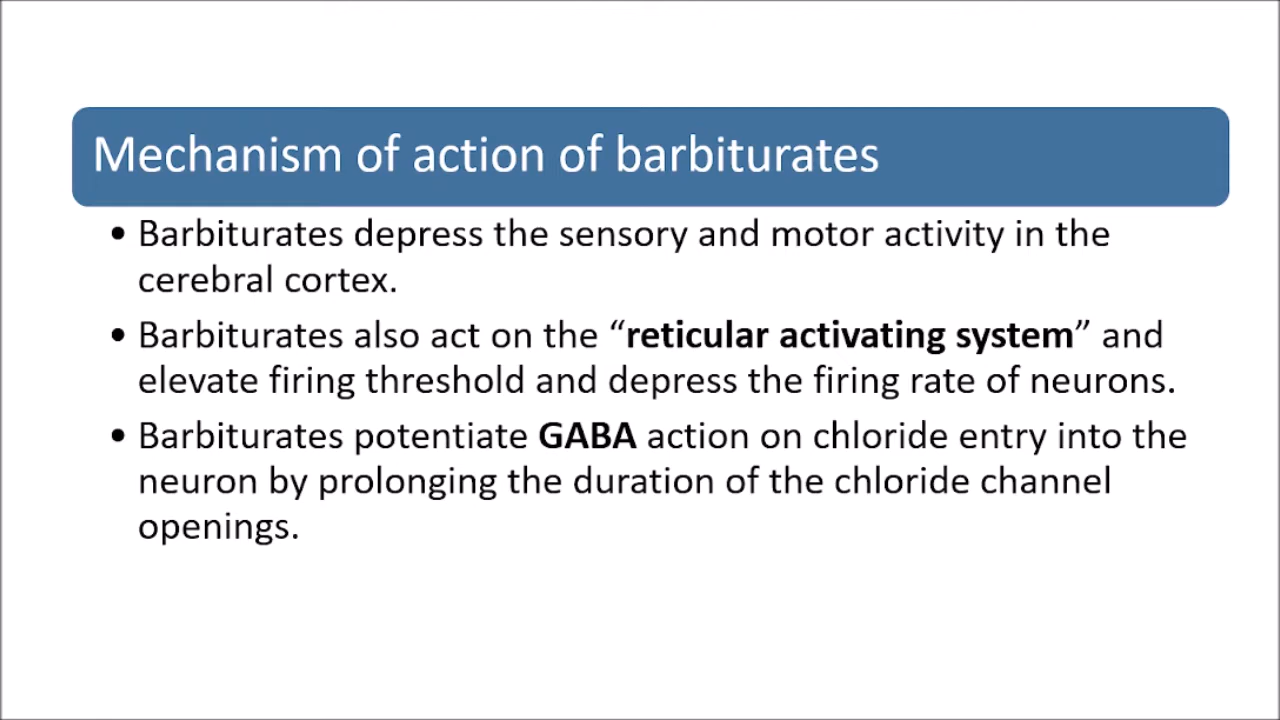 Mechanism of action of barbiturates
• Barbiturates depress the sensory and motor activity in the
cerebral cortex.
• Barbiturates also act on the “reticular activating system” and
elevate firing threshold and depress the firing rate of neurons.
• Barbiturates potentiate GABA action on chloride entry into the
neuron by prolonging the duration of the chloride channel
openings.